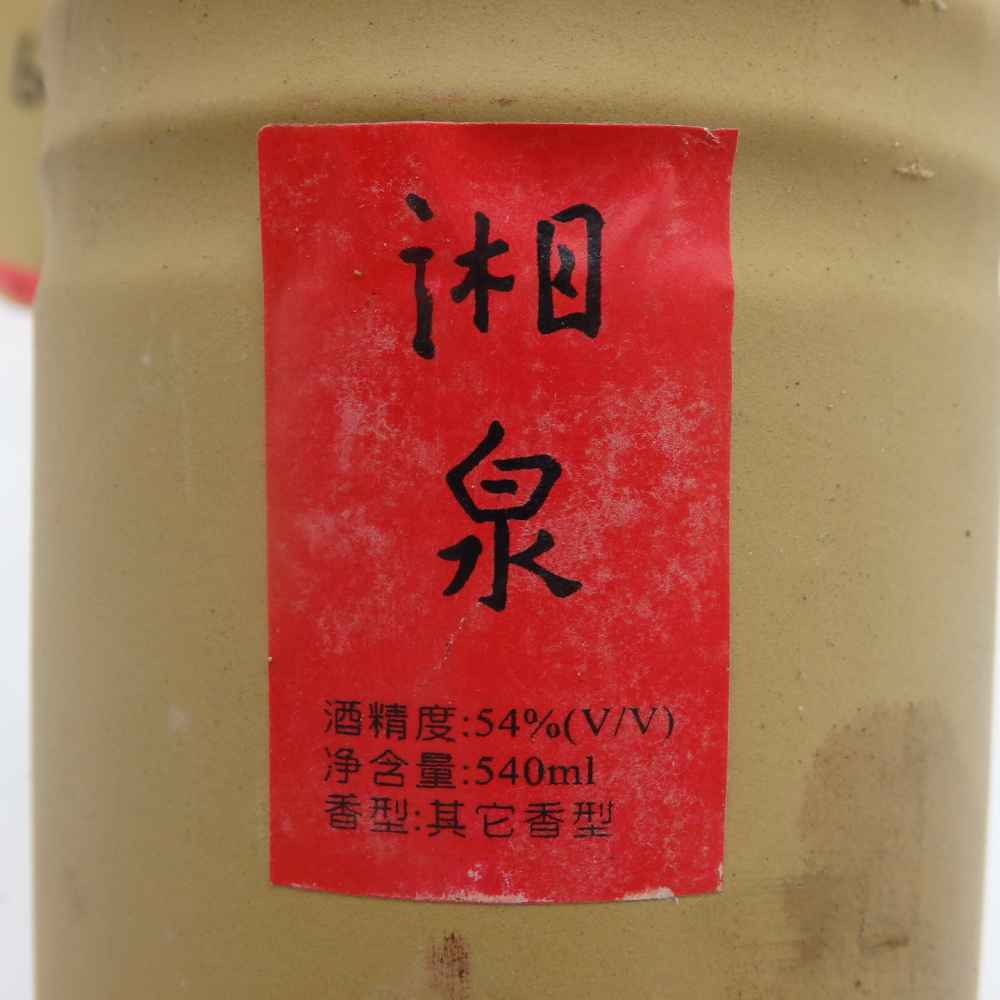 湘
泉
酒精度:54%(V/V)
净含量:540ml
香型:其它香型